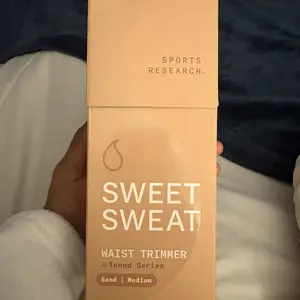 SPORTS
RESEARCH.
SWEET
SWEAT
WAIST TRIMMER
» Toned Series
Sand | Medium